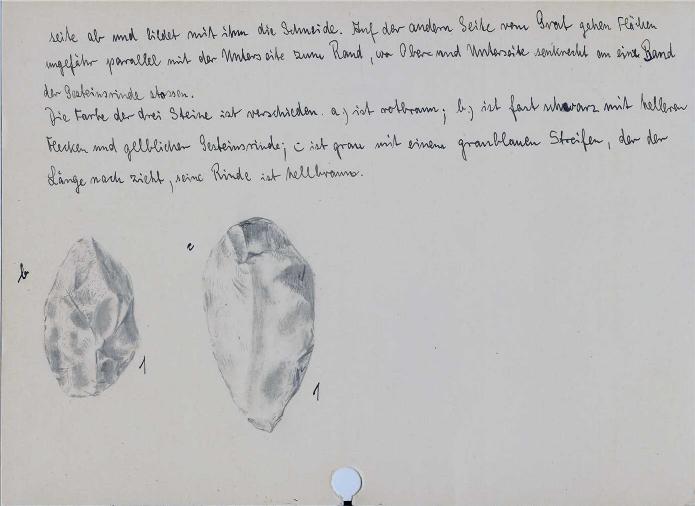 seite ab und bildet mit ihm die Schneide. Auf der andern Seite vom Grat gehen Flächen
ungefähr parallel mit der Unterseite zum Rand, wo Ober- und Unterseite senkrecht an ein Band
der Gesteinsrinde stossen.
Die Farbe der drei Steine ist verschieden. a) ist rotbraun; b) ist fast schwarz mit helleren
Flecken und gelblicher Gesteinsrinde; c ist grau mit einem graublauen Streifen, der der
Länge nach zieht, seine Rinde ist hellbraun.
b
c
1
1